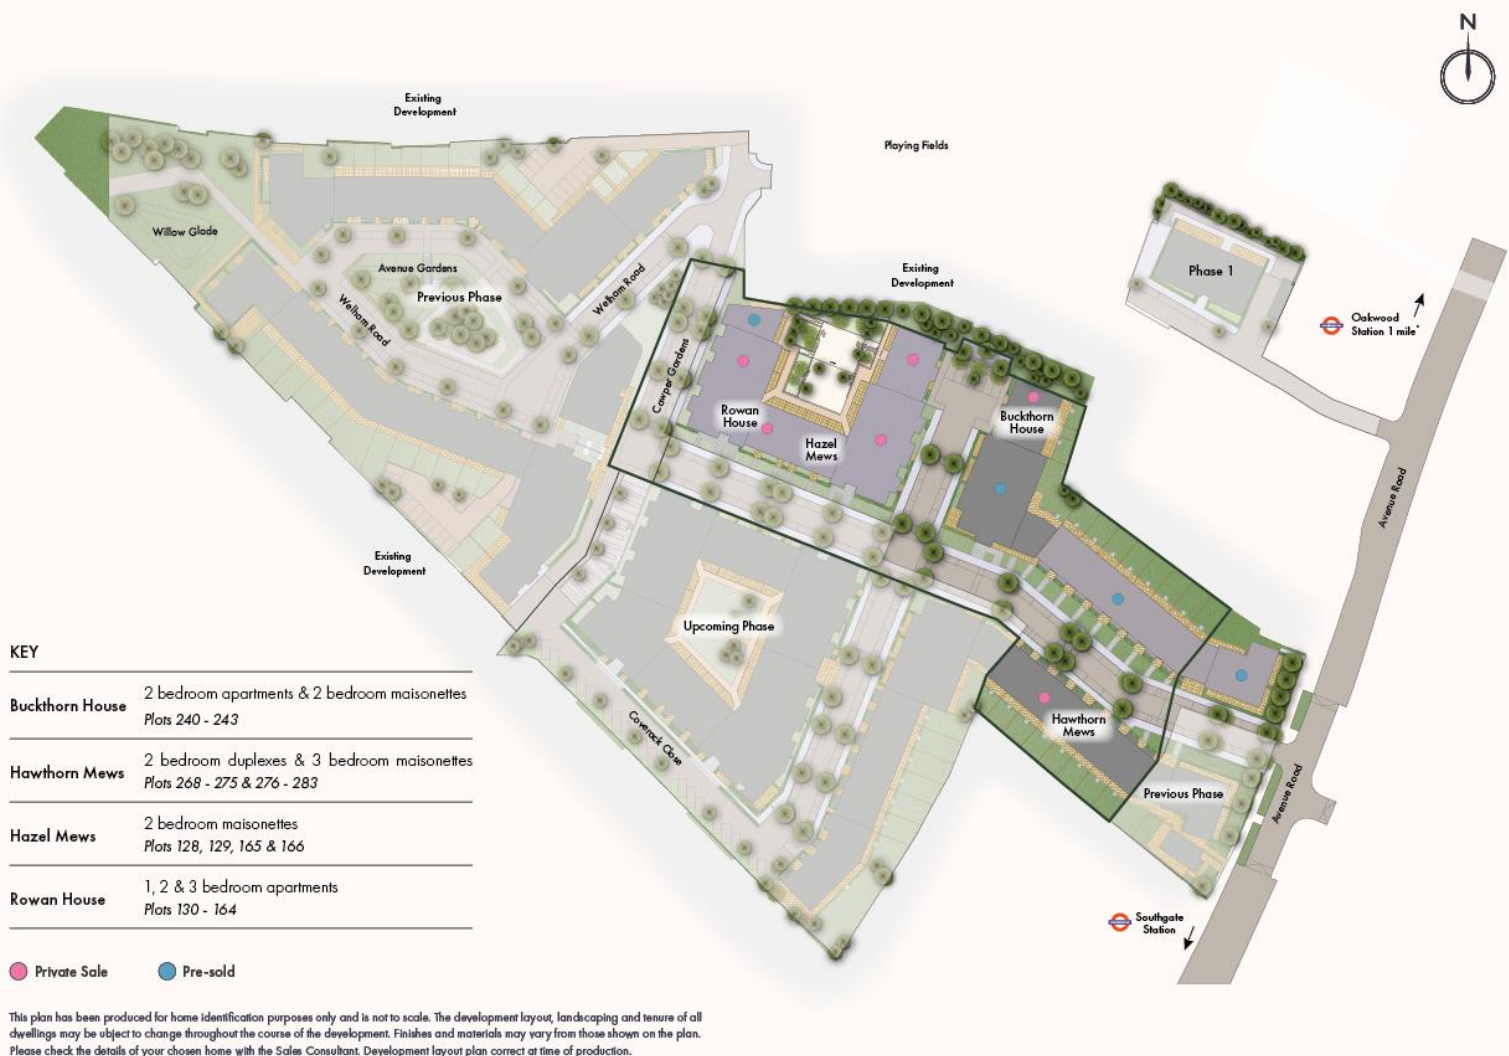 N
Existing
Development
Playing Fields
Willow Glade
Avenue Gardens
Previous Phase
Welham Road
Welham Road
Existing
Development
Phase 1
Oakwood
Station 1 mile*
Cowper Gardens
Rowan
House
Hazel
Mews
Buckthorn
House
Avenue Road
Existing
Development
Upcoming Phase
Coverack Close
Hawthorn
Mews
Previous Phase
Avenue Road
Southgate
Station
KEY
Buckthorn House 2 bedroom apartments & 2 bedroom maisonettes
Plots 240 - 243
Hawthorn Mews 2 bedroom duplexes & 3 bedroom maisonettes
Plots 268 - 275 & 276 - 283
Hazel Mews 2 bedroom maisonettes
Plots 128, 129, 165 & 166
Rowan House 1, 2 & 3 bedroom apartments
Plots 130 - 164
Private Sale Pre-sold
This plan has been produced for home identification purposes only and is not to scale. The development layout, landscaping and tenure of all
dwellings may be ubject to change throughout the course of the development. Finishes and materials may vary from those shown on the plan.
Please check the details of your chosen home with the Sales Consultant. Development layout plan correct at time of production.